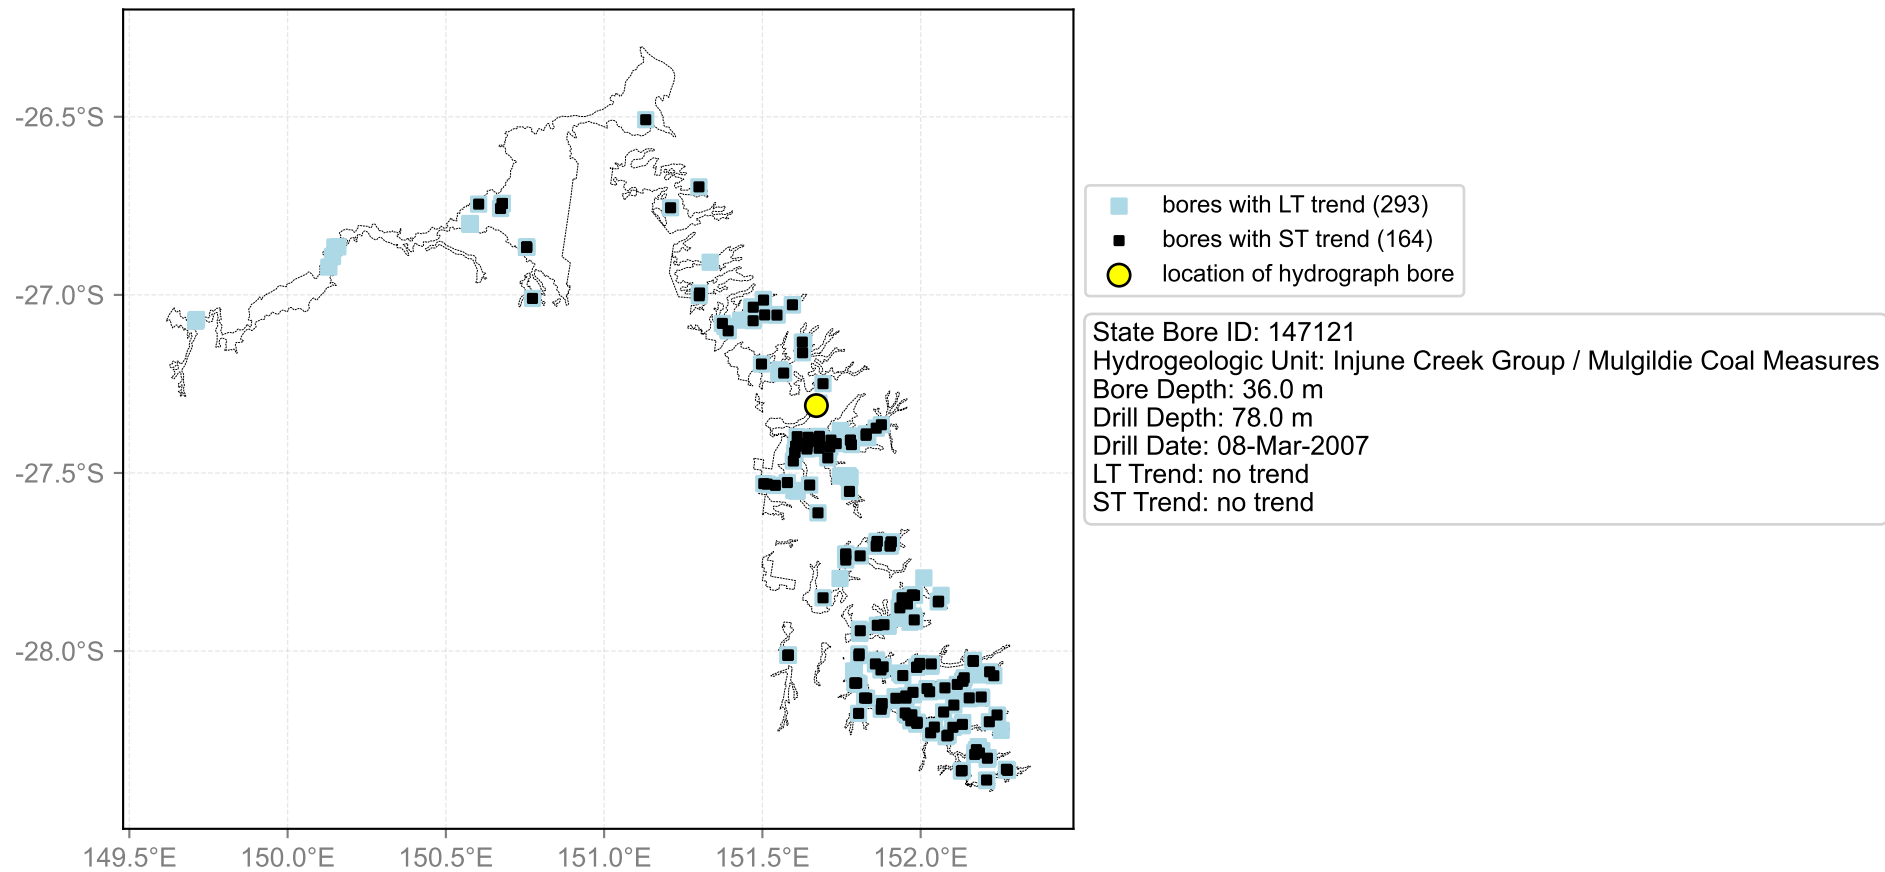 -26.5°S
-27.0°S
-27.5°S
-28.0°S
149.5°E 150.0°E 150.5°E 151.0°E 151.5°E 152.0°E
bores with LT trend (293)
bores with ST trend (164)
location of hydrograph bore
State Bore ID: 147121
Hydrogeologic Unit: Injune Creek Group / Mulgildie Coal Measures
Bore Depth: 36.0 m
Drill Depth: 78.0 m
Drill Date: 08-Mar-2007
LT Trend: no trend
ST Trend: no trend